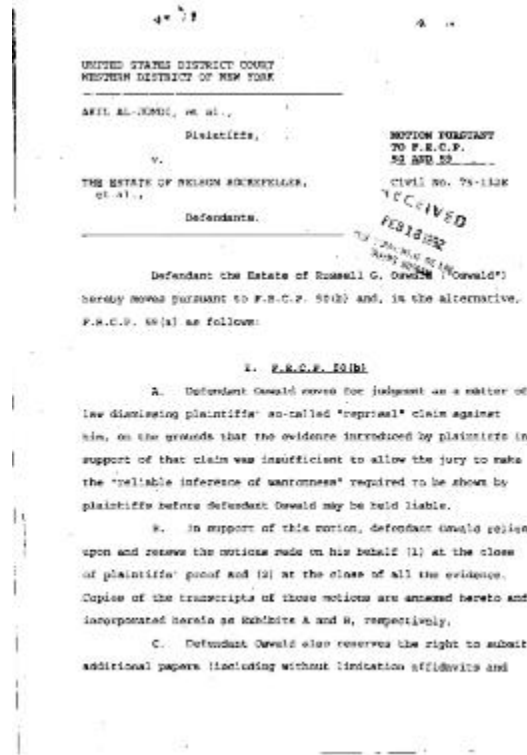 UNITED STATES DISTRICT COURT
WESTERN DISTRICT OF NEW YORK
AKIL AL-JUNDI, et al.,
Plaintiffs,
v.
THE ESTATE OF NELSON ROCKEFELLER,
et al.,
Defendants.
MOTION PURSUANT
TO F.R.C.P.
50 AND 59
Civil No. 75-132E
RECEIVED
FEB 18 1992
Defendant the Estate of Russell G. Oswald ("Oswald")
hereby moves pursuant to F.R.C.P. 50(b) and, in the alternative,
F.R.C.P. 59(a) as follows:
I. F.R.C.P. 50(b)
A. Defendant Oswald moves for judgment as a matter of
law dismissing plaintiffs' so-called "reprisal" claim against
him, on the grounds that the evidence introduced by plaintiffs in
support of that claim was insufficient to allow the jury to make
the "reliable inference of wantonness" required to be shown by
plaintiffs before defendant Oswald may be held liable.
B. In support of this motion, defendant Oswald relies
upon and renews the motions made on his behalf (1) at the close
of plaintiffs' proof and (2) at the close of all the evidence.
Copies of the transcripts of those motions are annexed hereto and
incorporated herein as Exhibits A and B, respectively.
C. Defendant Oswald also reserves the right to submit
additional papers (including without limitation affidavits and